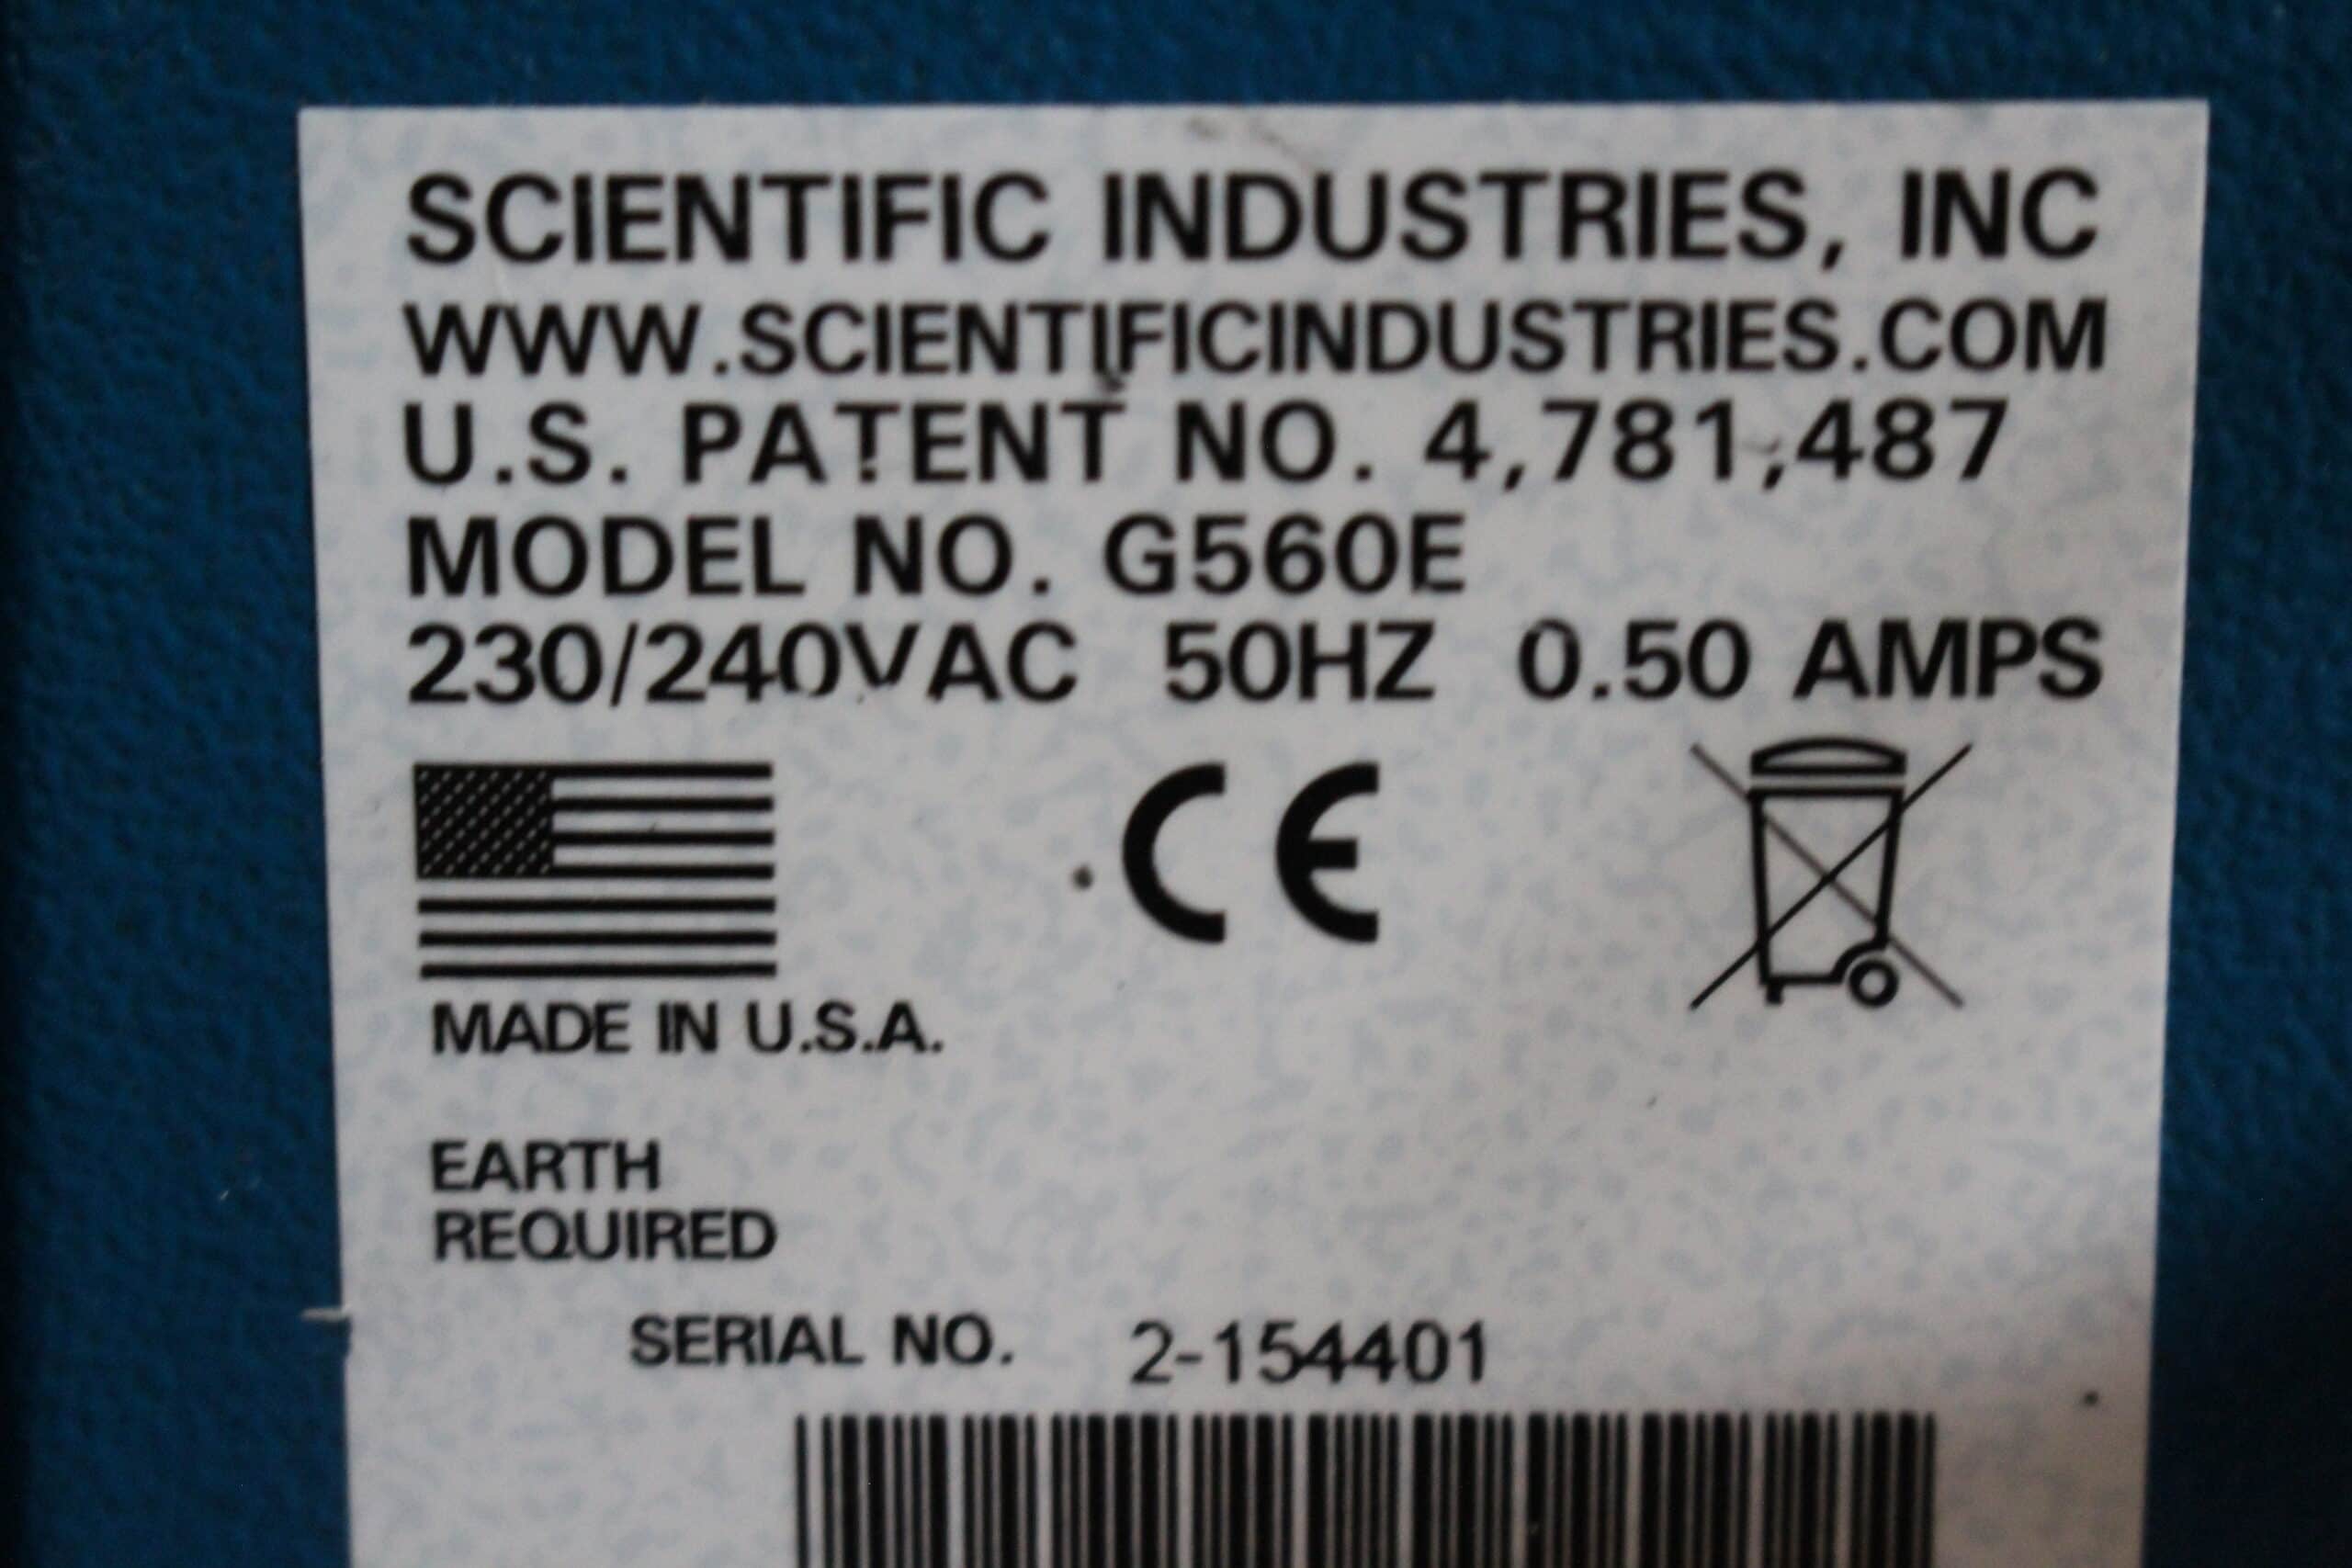 SCIENTIFIC INDUSTRIES, INC
WWW.SCIENTIFICINDUSTRIES.COM
U.S. PATENT NO. 4,781,487
MODEL NO. G560E
230/240VAC 50HZ 0.50 AMPS
CE
MADE IN U.S.A.
EARTH
REQUIRED
SERIAL NO. 2-154401